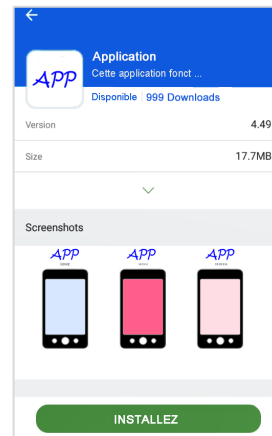 APP
Application
Cette application fonct ...
Disponible 999 Downloads
Version 4.49
Size 17.7MB
Screenshots
APP APP APP
INSTALLEZ